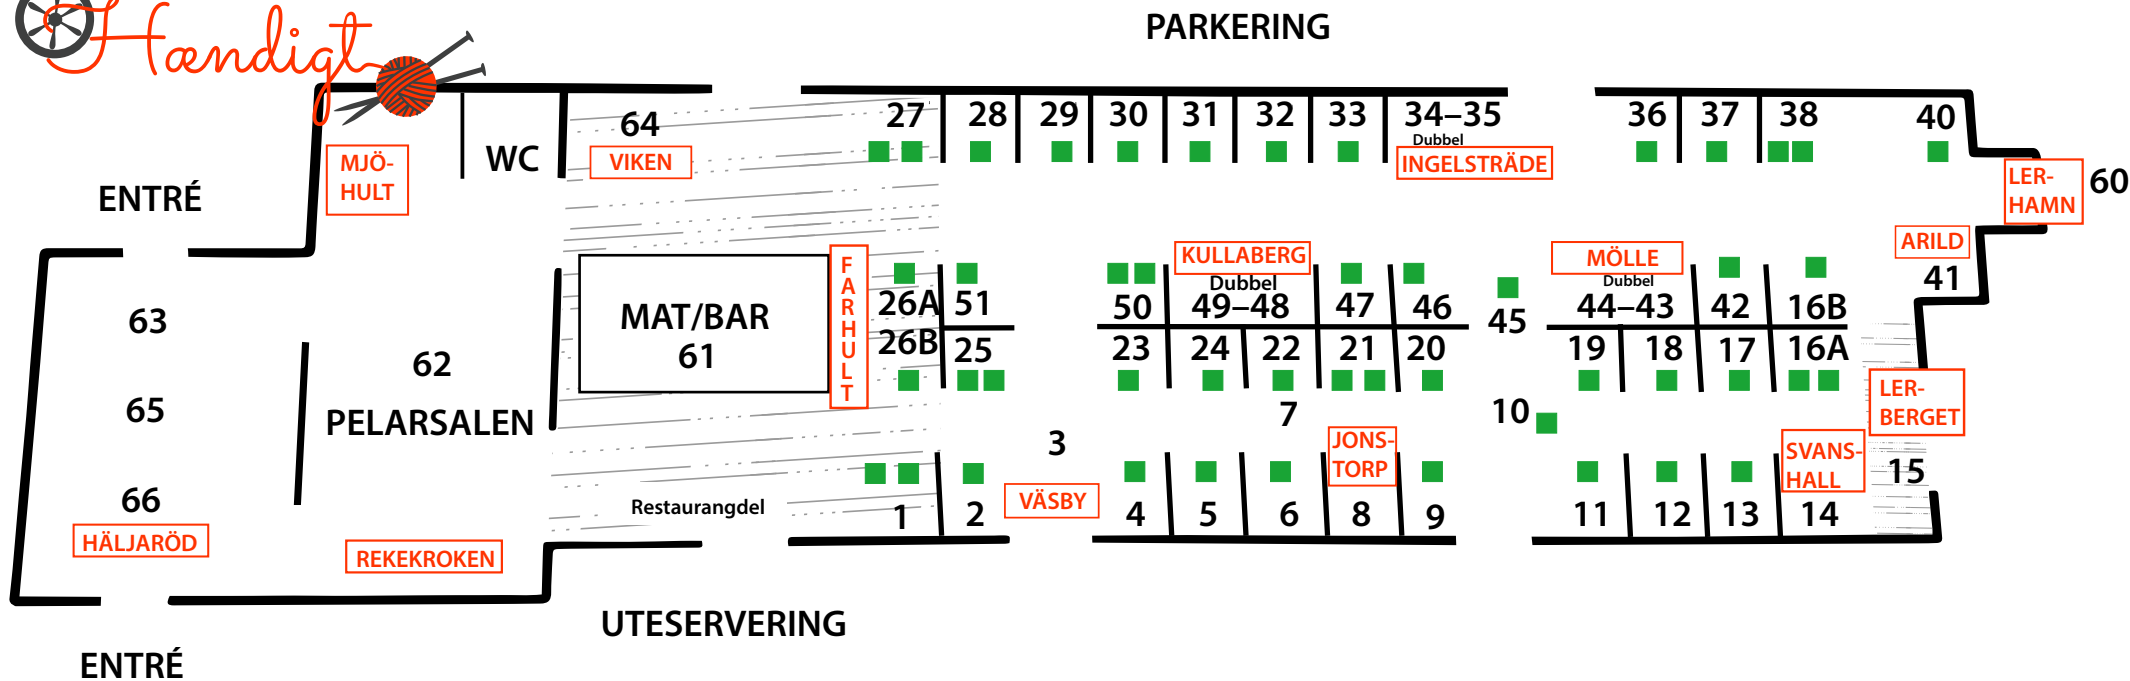 Hændigt
PARKERING
27 28 29 30 31 32 33 34–35 36 37 38 40
Dubbel
64
WC
VIKEN
INGELSTRÄDE
MJÖ-
HULT
ENTRÉ
LER-
HAMN
60
KULLABERG
MÖLLE
ARILD
Dubbel
Dubbel
41
FARHULT
26A 51 50 49–48 47 46 45 44–43 42 16B
63
MAT/BAR
61
26B 25 23 24 22 21 20 19 18 17 16A
62
PELARSALEN
65
LER-
BERGET
7
10
3
JONS-
TORP
SVANS-
HALL
15
66
Restaurangdel
VÄSBY
1 2 4 5 6 8 9 11 12 13 14
HÄLJARÖD
REKEKROKEN
UTESERVERING
ENTRÉ